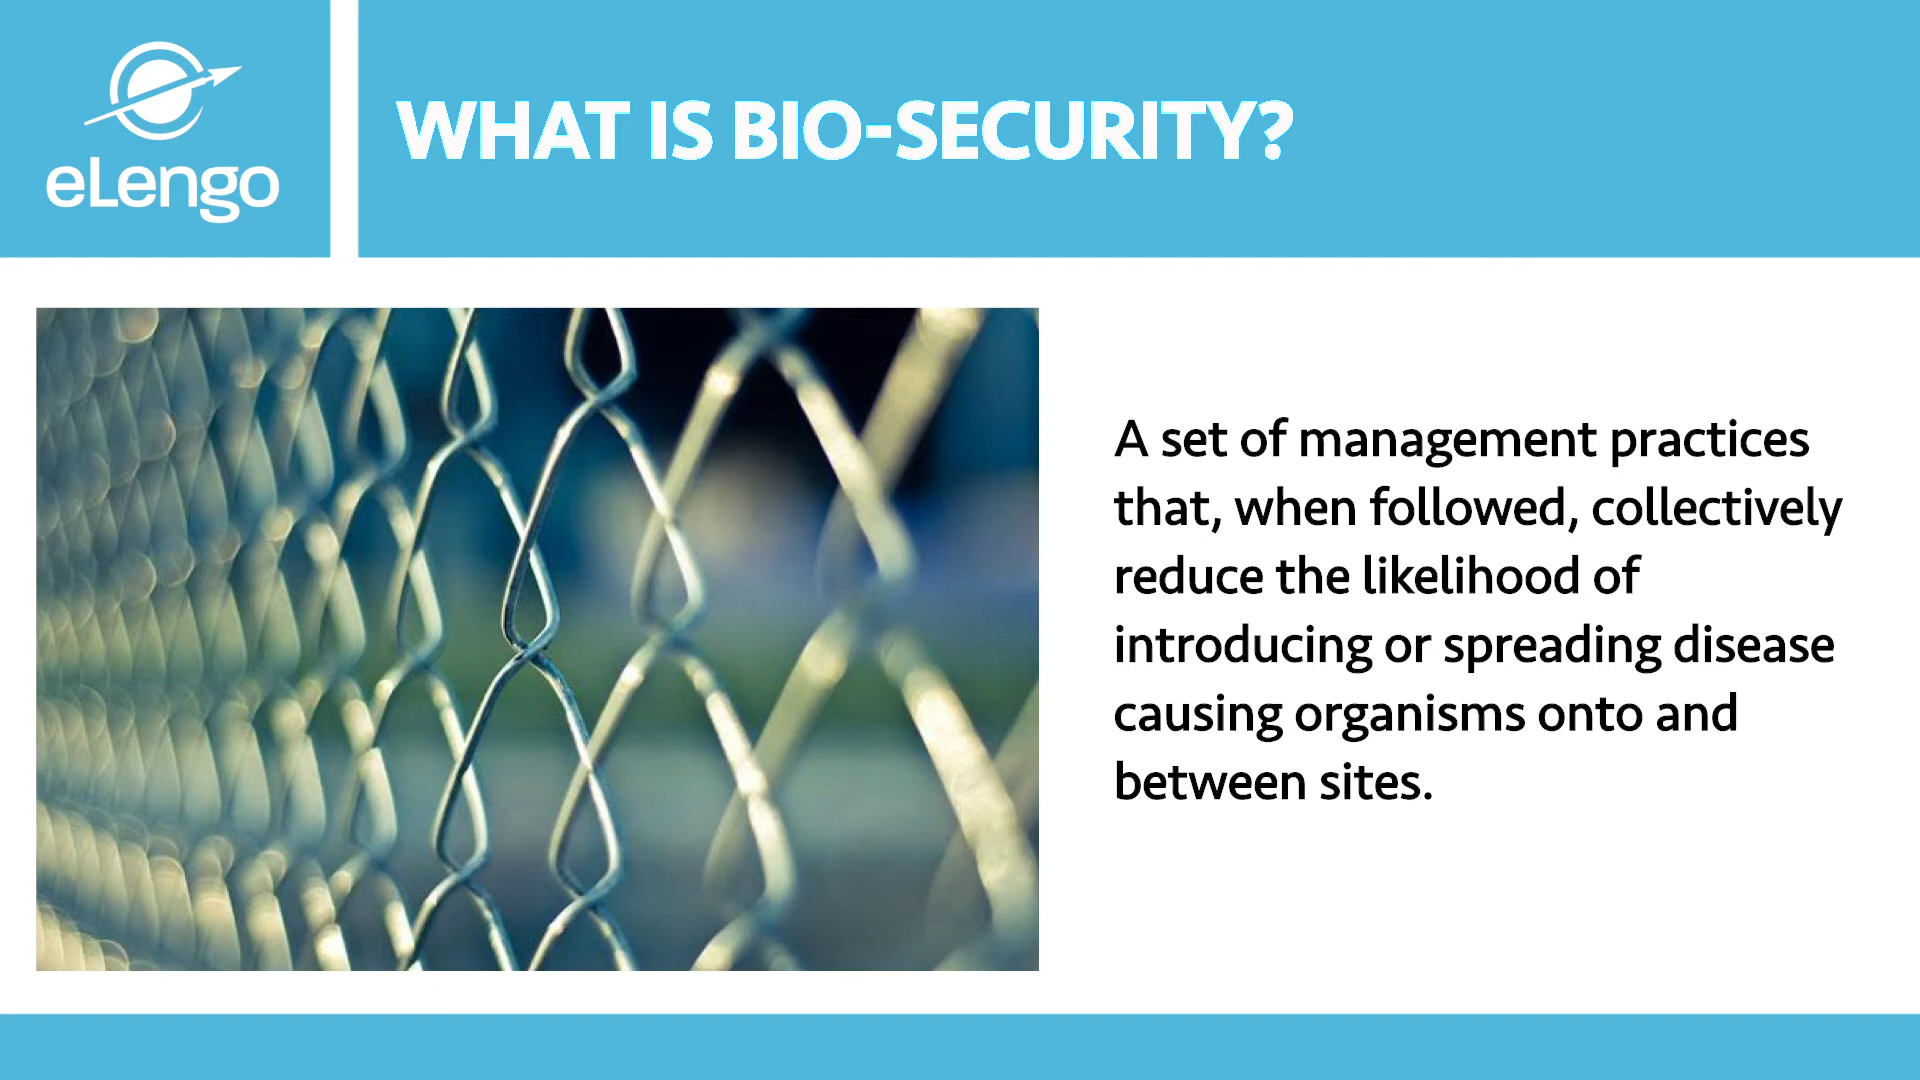 eLengo
WHAT IS BIO-SECURITY?
A set of management practices
that, when followed, collectively
reduce the likelihood of
introducing or spreading disease
causing organisms onto and
between sites.